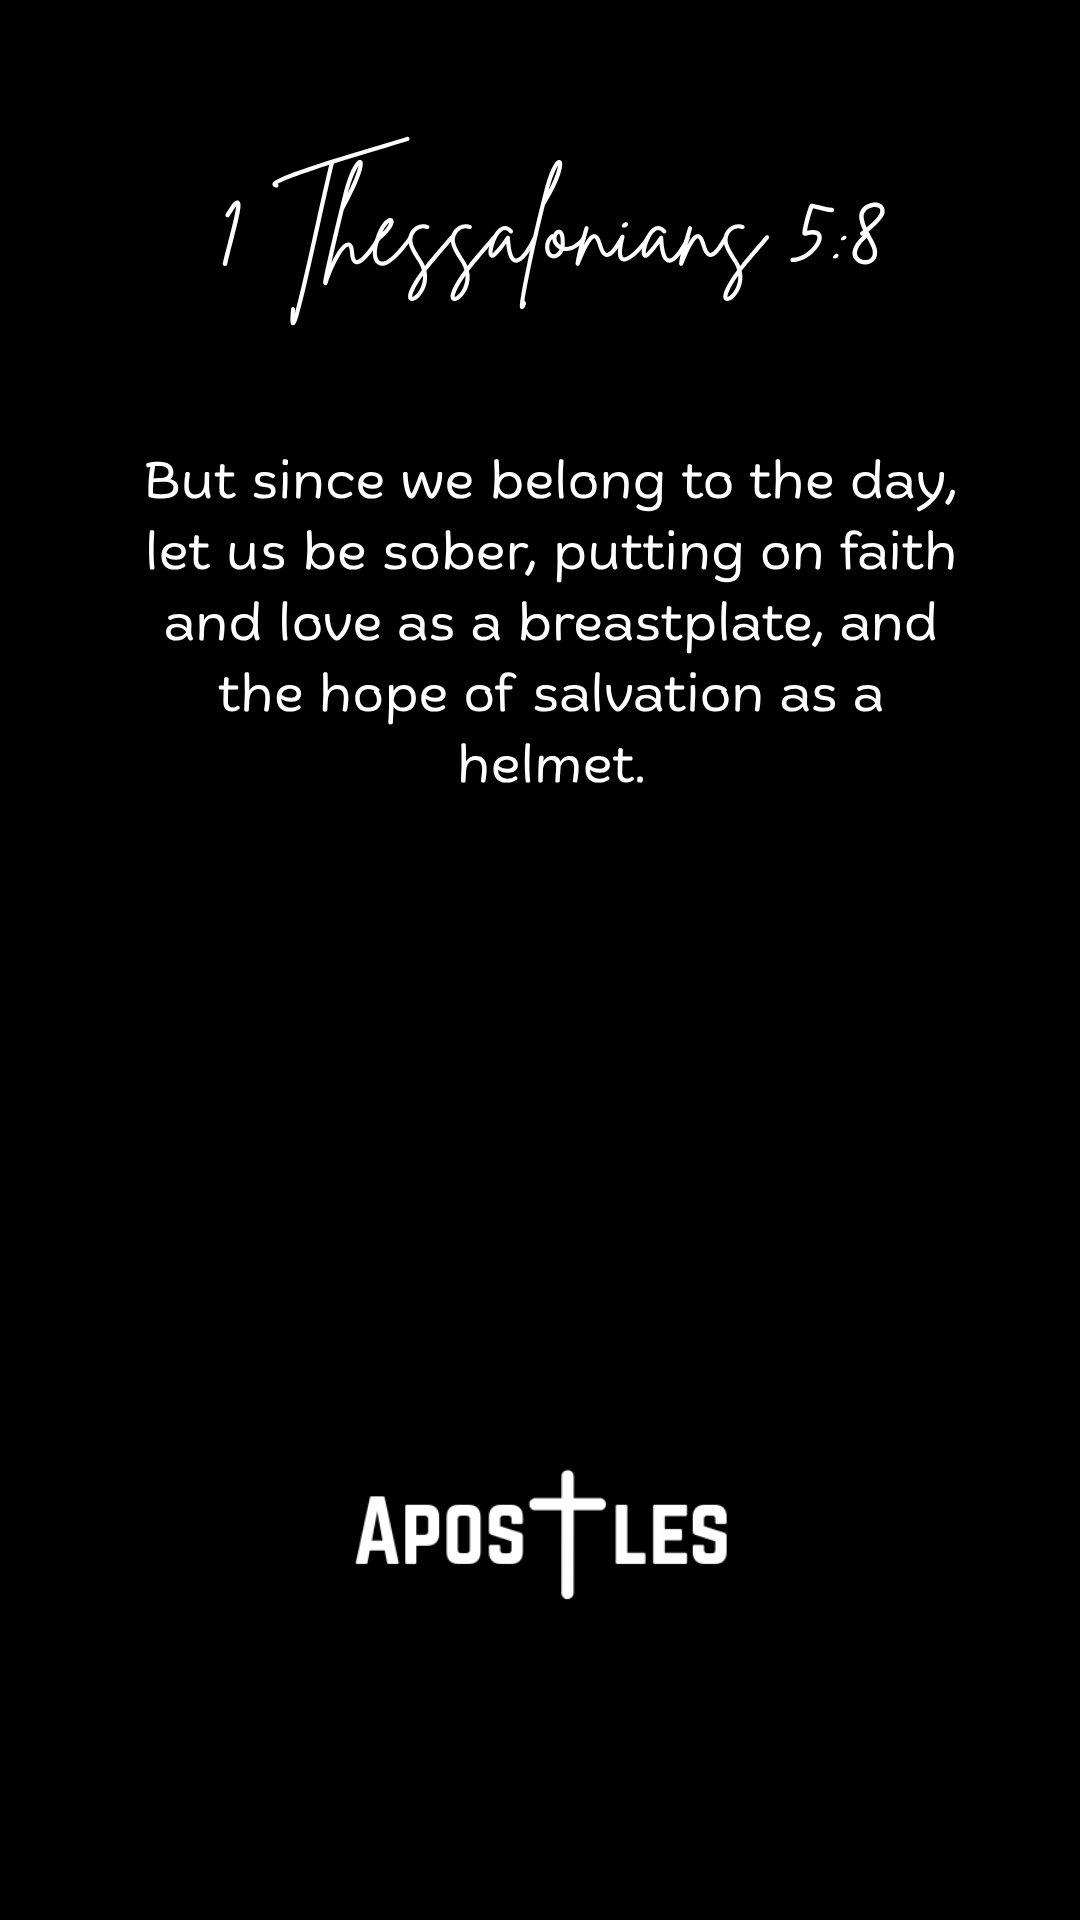 1 Thessalonians 5:8
But since we belong to the day,
let us be sober, putting on faith
and love as a breastplate, and
the hope of salvation as a
helmet.
APOSTLES